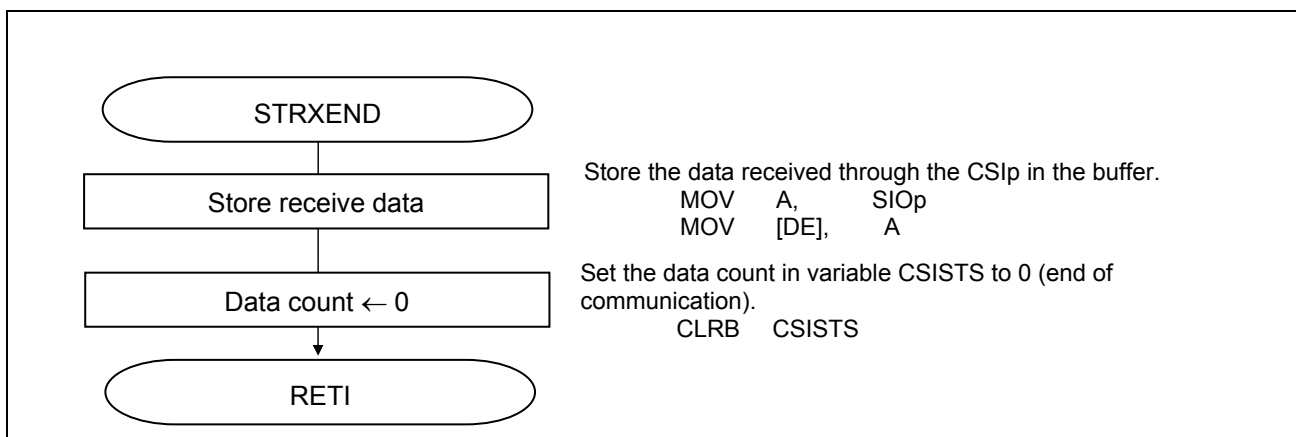 STRXEND
Store receive data
Store the data received through the CSIp in the buffer.
MOV A, SIOp
MOV [DE], A
Data count ← 0
Set the data count in variable CSISTS to 0 (end of
communication).
CLRB CSISTS
RETI